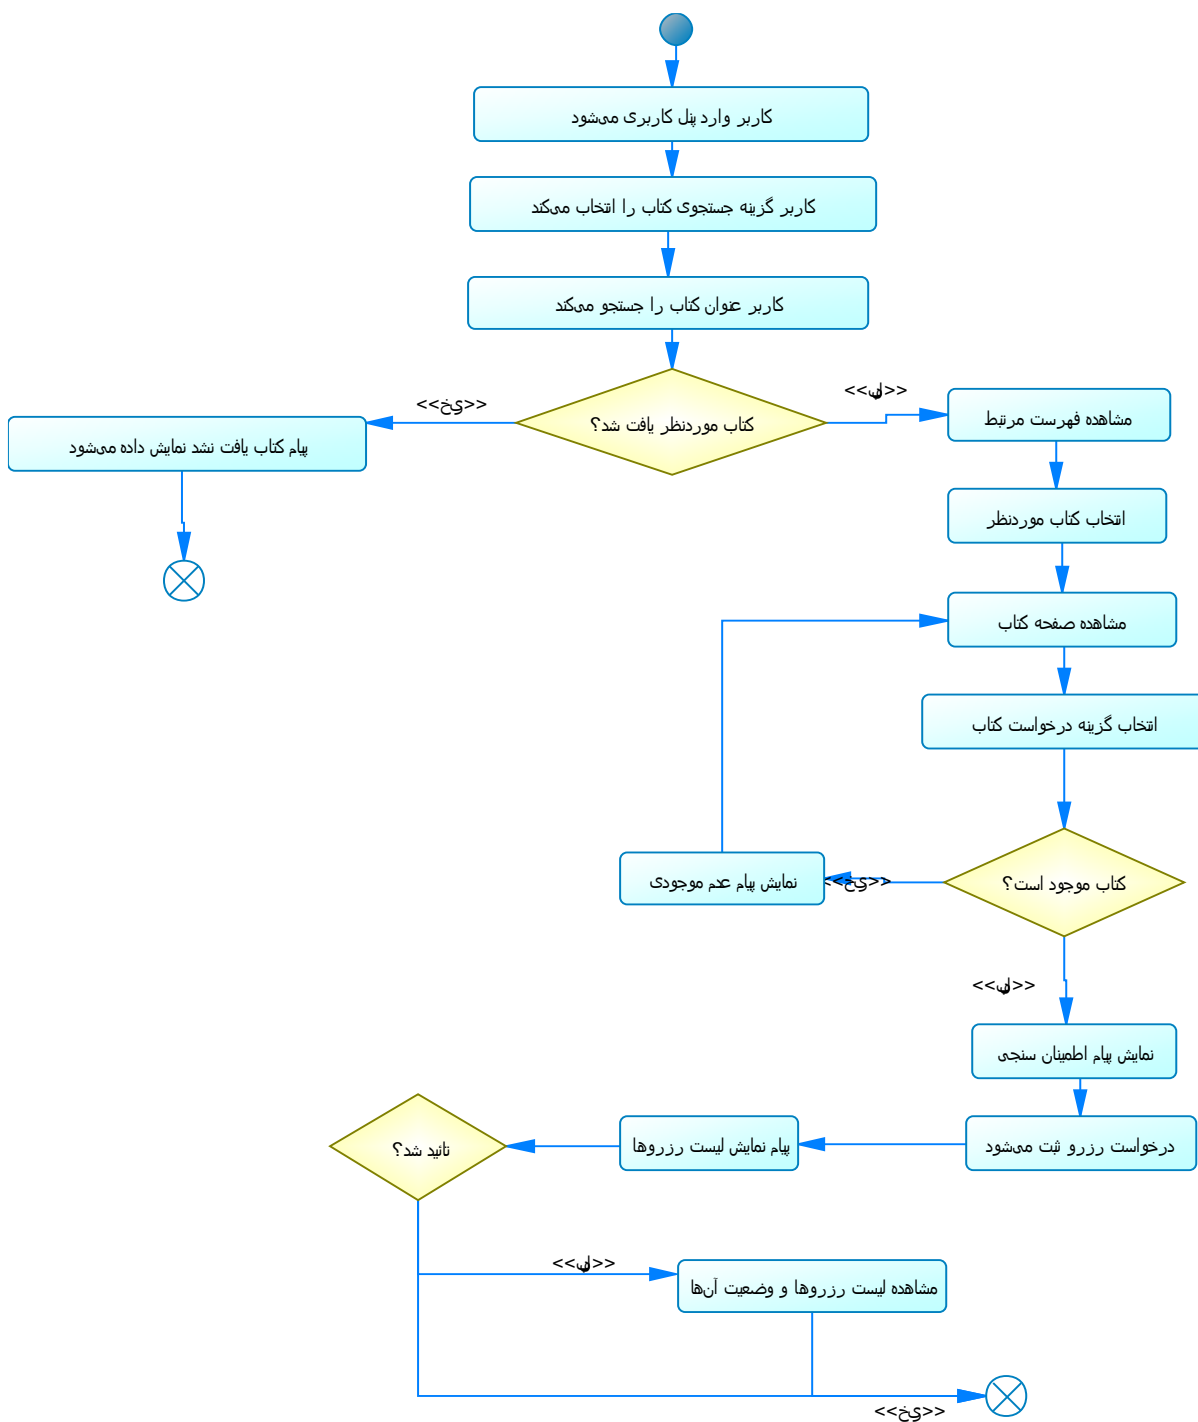 کاربر وارد پنل کاربری می‌شود
کاربر گزینه جستجوی کتاب را انتخاب می‌کند
کاربر عنوان کتاب را جستجو می‌کند
کتاب موردنظر یافت شد؟
<<خیر>>
<<بله>>
پیام کتاب یافت نشد نمایش داده می‌شود
مشاهده فهرست مرتبط
انتخاب کتاب موردنظر
مشاهده صفحه کتاب
انتخاب گزینه درخواست کتاب
کتاب موجود است؟
<<خیر>>
نمایش پیام عدم موجودی
<<بله>>
نمایش پیام اطمینان سنجی
درخواست رزرو ثبت می‌شود
پیام نمایش لیست رزروها
تائید شد؟
<<بله>>
مشاهده لیست رزروها و وضعیت آن‌ها
<<خیر>>